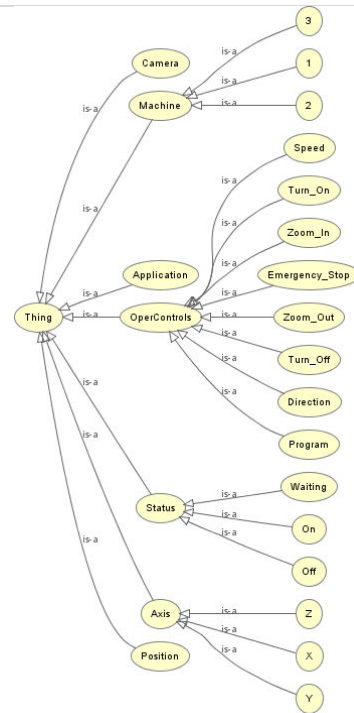 3
is-a
Camera
is-a
1
is-a
Machine
is-a
2
is-a
Speed
is-a
Turn_On
is-a
is-a
Zoom_In
is-a
Application
is-a
Emergency_Stop
is-a
is-a
Thing
is-a
OperControls
is-a
Zoom_Out
is-a
Turn_Off
is-a
Direction
is-a
is-a
Program
Waiting
is-a
Status
is-a
On
is-a
is-a
Off
Axis
is-a
Z
is-a
Position
is-a
X
Y